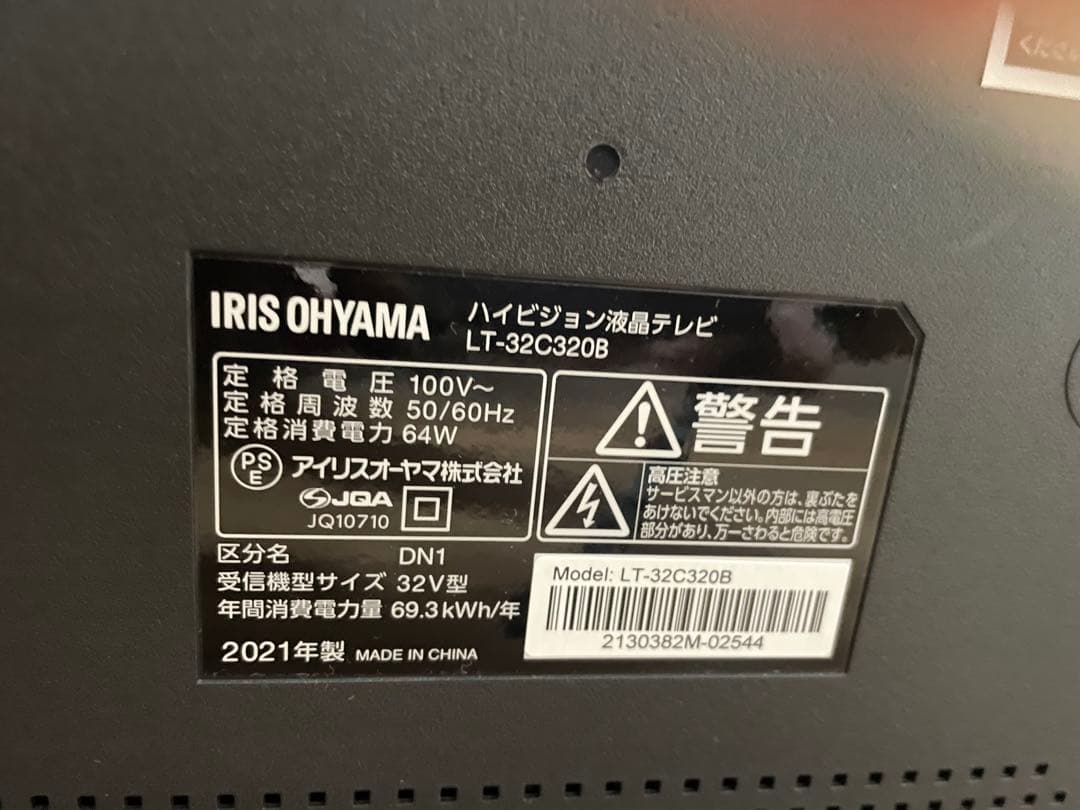 くださ
IRIS OHYAMA
ハイビジョン液晶テレビ
LT-32C320B
定格電圧 100V~
定格周波数 50/60Hz
定格消費電力 64W
PSE アイリスオーヤマ株式会社
JQA
JQ10710
警告
高圧注意
サービスマン以外の方は、裏ぶたを
あけないでください。内部には高電圧
部分があり、万一さわると危険です。
区分名 DN1
受信機型サイズ 32V型
年間消費電力量 69.3kWh/年
2021年製 MADE IN CHINA
Model: LT-32C320B
2130382M-02544